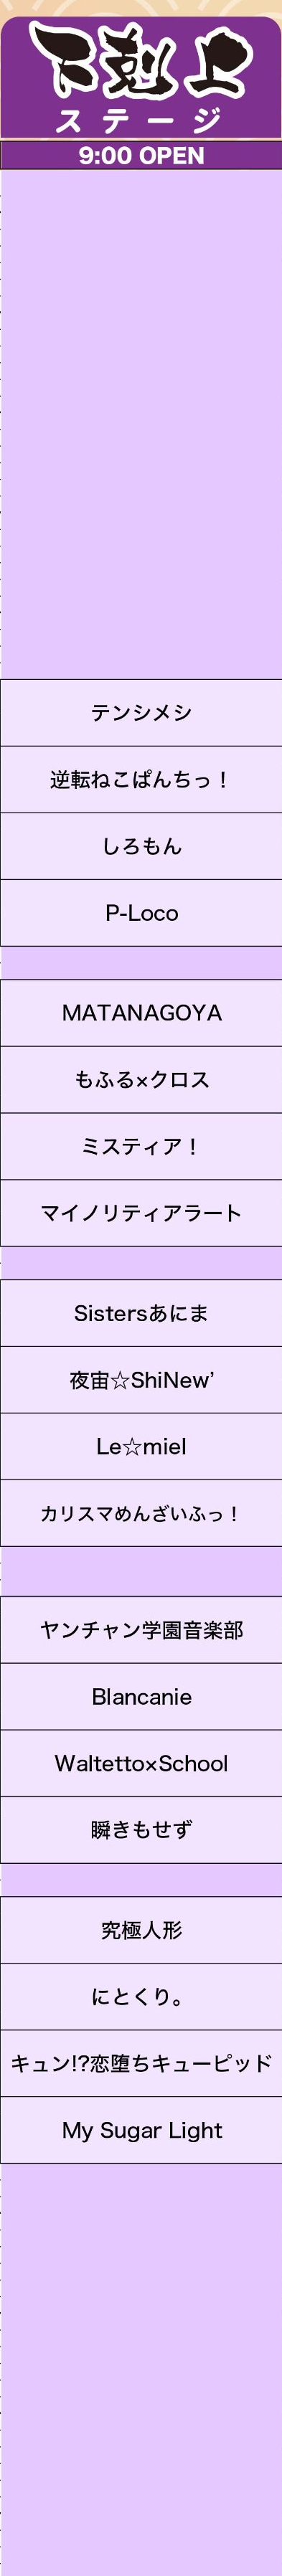 下剋上
ステージ
9:00 OPEN
テンシメシ
逆転ねこぱんちっ！
しろもん
P-Loco
MATANAGOYA
もふる×クロス
ミスティア！
マイノリティアラート
Sistersあにま
夜宙☆ShiNew’
Le☆miel
カリスマめんざいふっ！
ヤンチャン学園音楽部
Blancanie
Waltetto×School
瞬きもせず
究極人形
にとくり。
キュン!?恋堕ちキューピッド
My Sugar Light